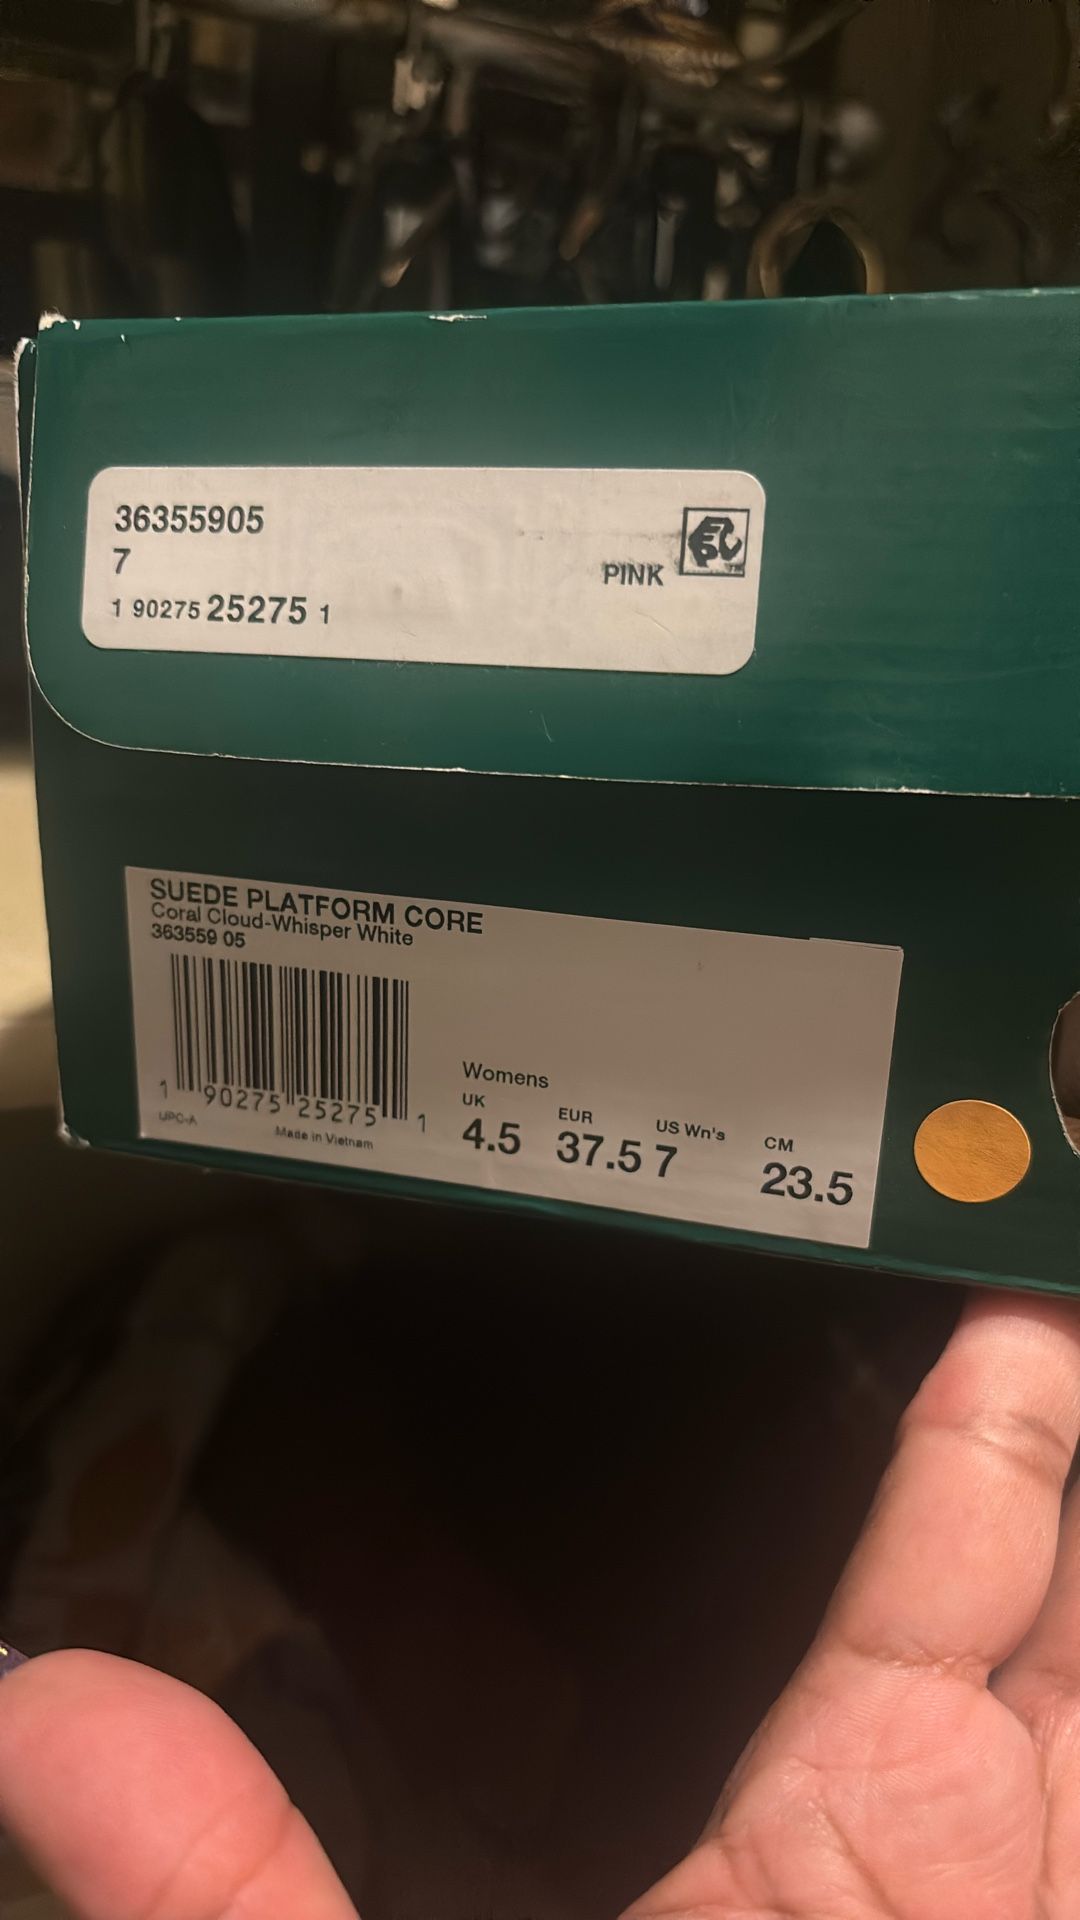 36355905
7
PINK
1 90275 25275 1
SUEDE PLATFORM CORE
Coral Cloud-Whisper White
363559 05
1 90275 25275 1
UPC-A
Made in Vietnam
Womens
UK EUR US Wn's CM
4.5 37.5 7 23.5